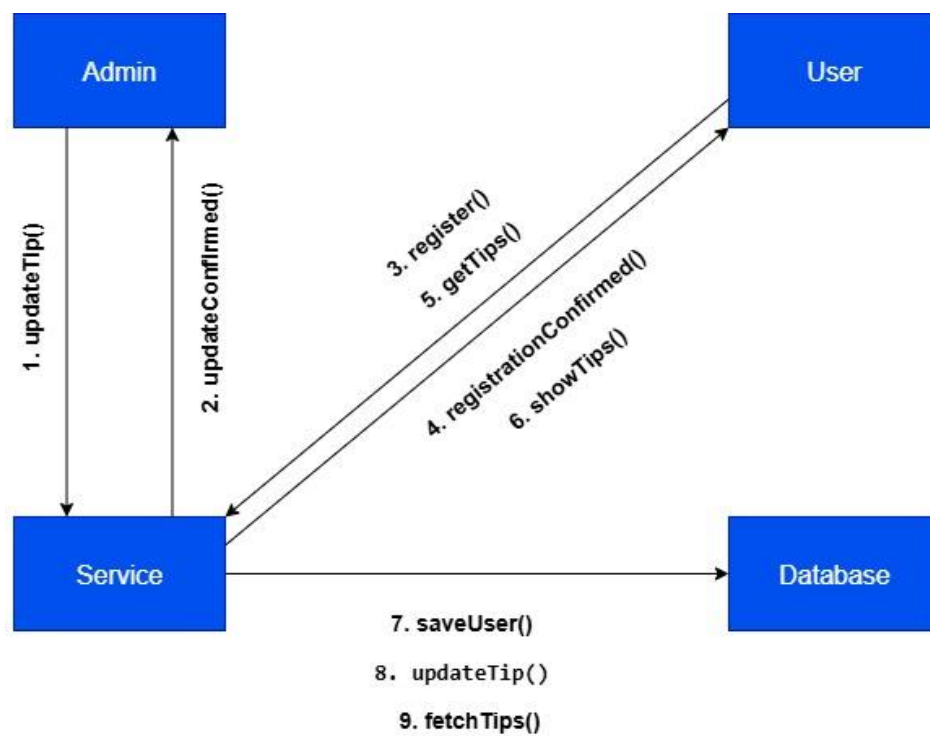 Admin
User
1. updateTip()
2. updateConfirmed()
3. register()
5. getTips()
4. registrationConfirmed()
6. showTips()
Service
Database
7. saveUser()
8. updateTip()
9. fetchTips()